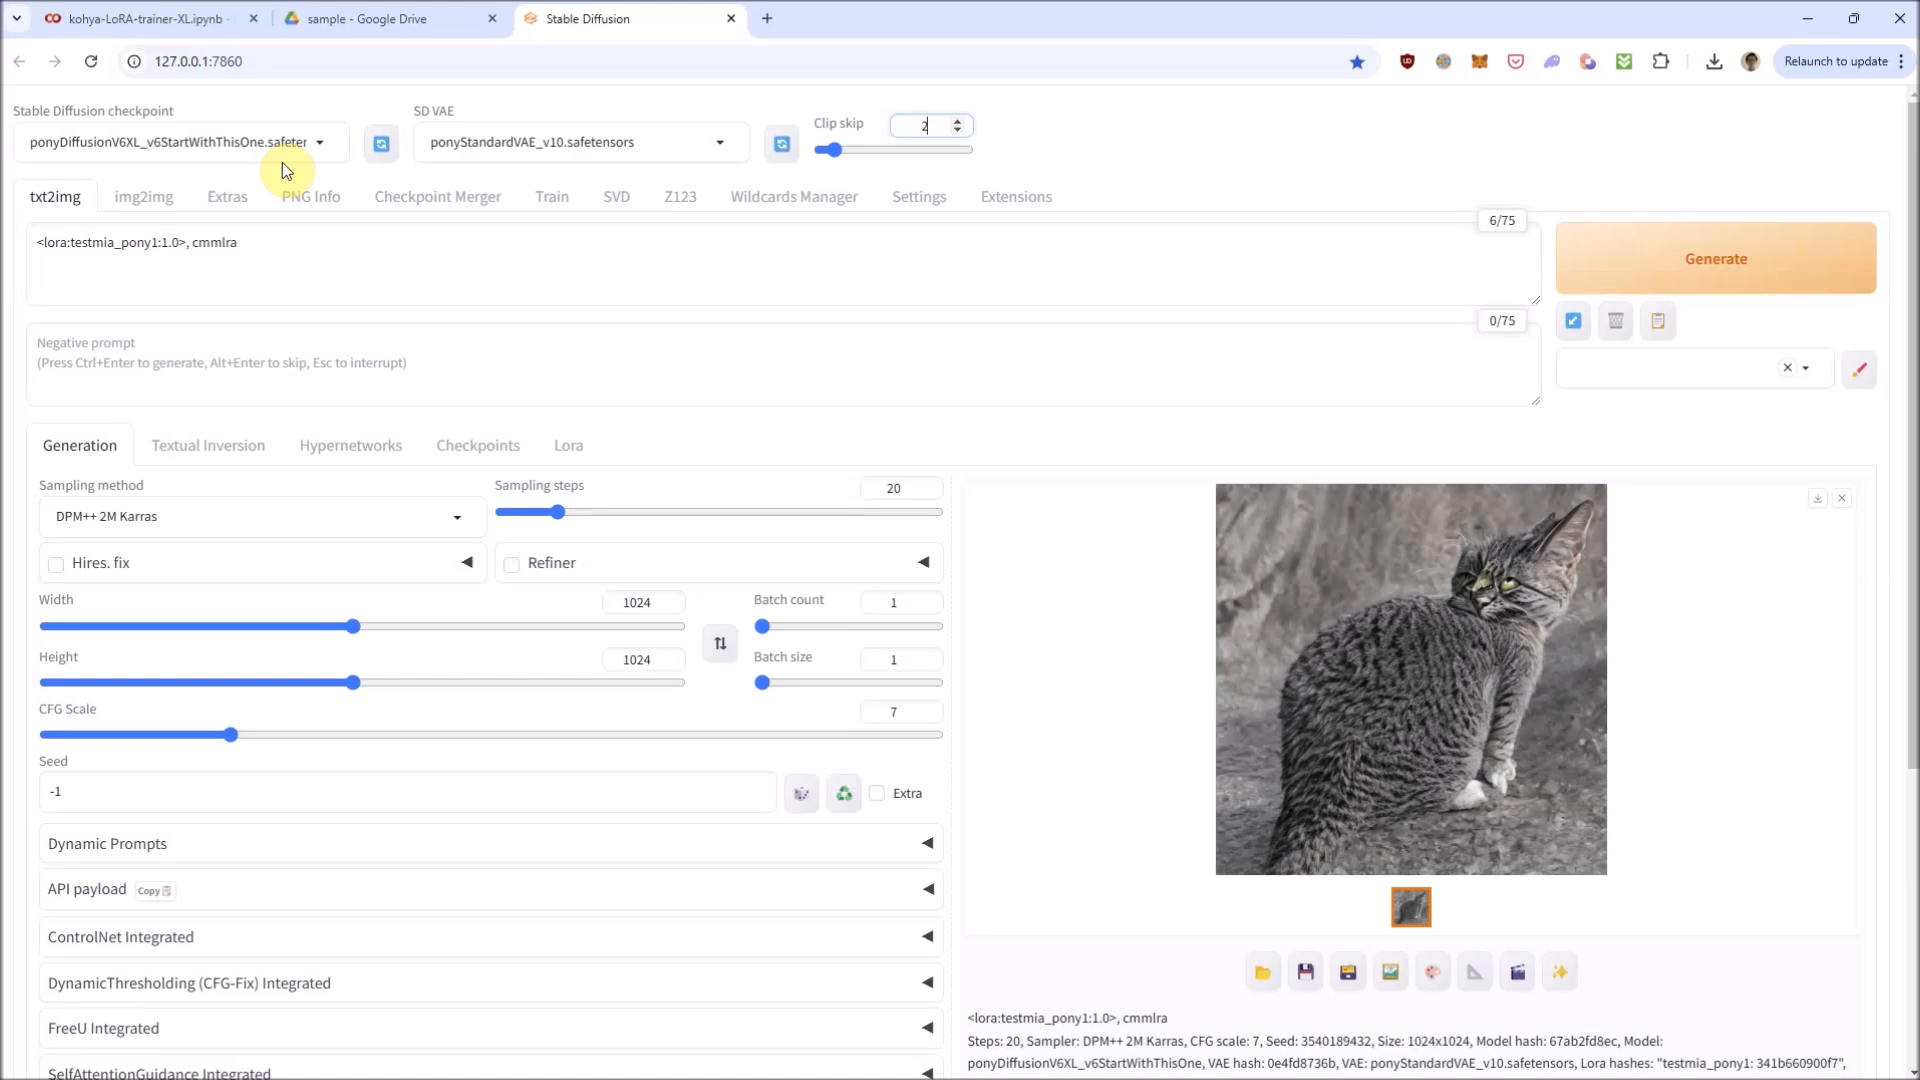 kohya-LoRA-trainer-XL.ipynb -
sample - Google Drive
Stable Diffusion
127.0.0.1:7860
Relaunch to update
Stable Diffusion checkpoint
SD VAE
Clip skip
2
ponyDiffusionV6XL_v6StartWithThisOne.safeter
ponyStandardVAE_v10.safetensors
txt2img
img2img
Extras
PNG Info
Checkpoint Merger
Train
SVD
Z123
Wildcards Manager
Settings
Extensions
6/75
<lora:testmia_pony1:1.0>, cmmlra
Generate
0/75
Negative prompt
(Press Ctrl+Enter to generate, Alt+Enter to skip, Esc to interrupt)
Generation
Textual Inversion
Hypernetworks
Checkpoints
Lora
Sampling method
Sampling steps
20
DPM++ 2M Karras
Hires. fix
Refiner
Width
1024
Batch count
1
Height
1024
Batch size
1
CFG Scale
7
Seed
-1
Extra
Dynamic Prompts
API payload
Copy
ControlNet Integrated
DynamicThresholding (CFG-Fix) Integrated
FreeU Integrated
SelfAttentionGuidance Integrated
<lora:testmia_pony1:1.0>, cmmlra
Steps: 20, Sampler: DPM++ 2M Karras, CFG scale: 7, Seed: 3540189432, Size: 1024x1024, Model hash: 67ab2fd8ec, Model:
ponyDiffusionV6XL_v6StartWithThisOne, VAE hash: 0e4fd8736b, VAE: ponyStandardVAE_v10.safetensors, Lora hashes: "testmia_pony1: 341b660900f7",